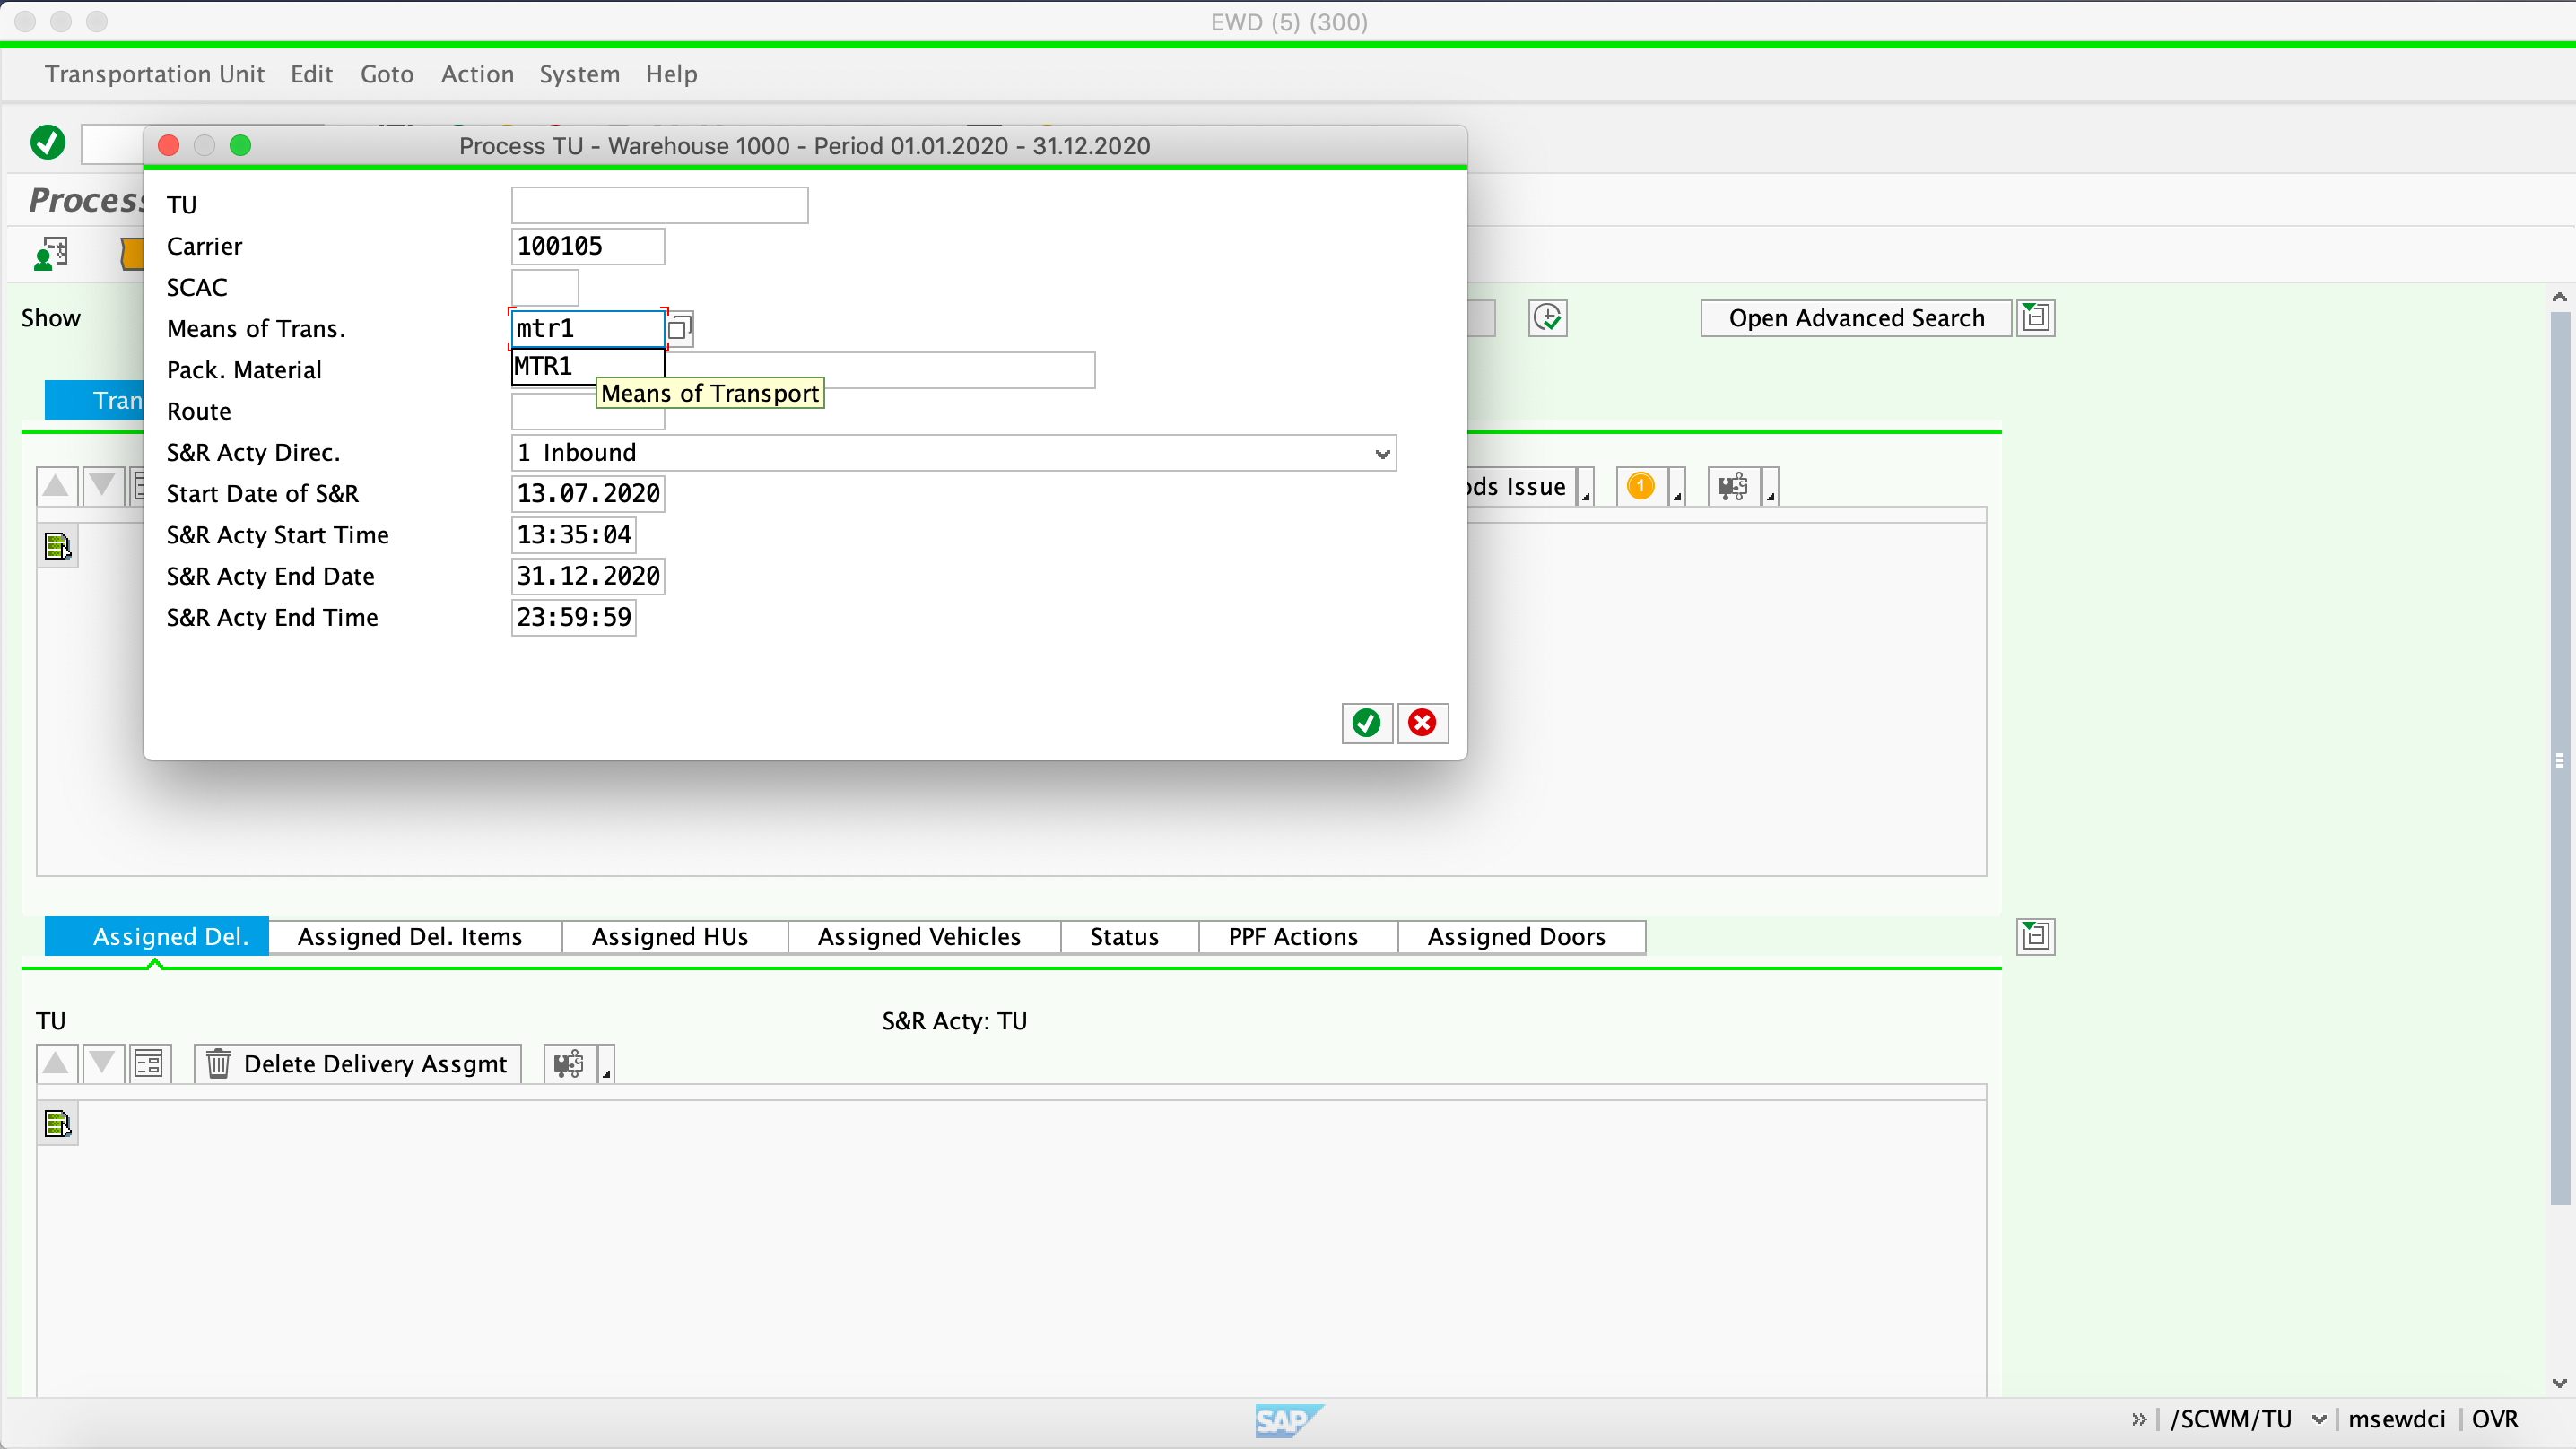 EWD (5) (300)
Transportation Unit Edit Goto Action System Help
Process TU - Warehouse 1000 - Period 01.01.2020 - 31.12.2020
Process
TU
Carrier 100105
SCAC
Show
Means of Trans. mtr1
Open Advanced Search
Pack. Material MTR1
Means of Transport
Tran
Route
S&R Acty Direc. 1 Inbound
Start Date of S&R 13.07.2020
ods Issue 1
S&R Acty Start Time 13:35:04
S&R Acty End Date 31.12.2020
S&R Acty End Time 23:59:59
Assigned Del. Assigned Del. Items Assigned HUs Assigned Vehicles Status PPF Actions Assigned Doors
TU S&R Acty: TU
Delete Delivery Assgmt
SAP /SCWM/TU msewdci OVR